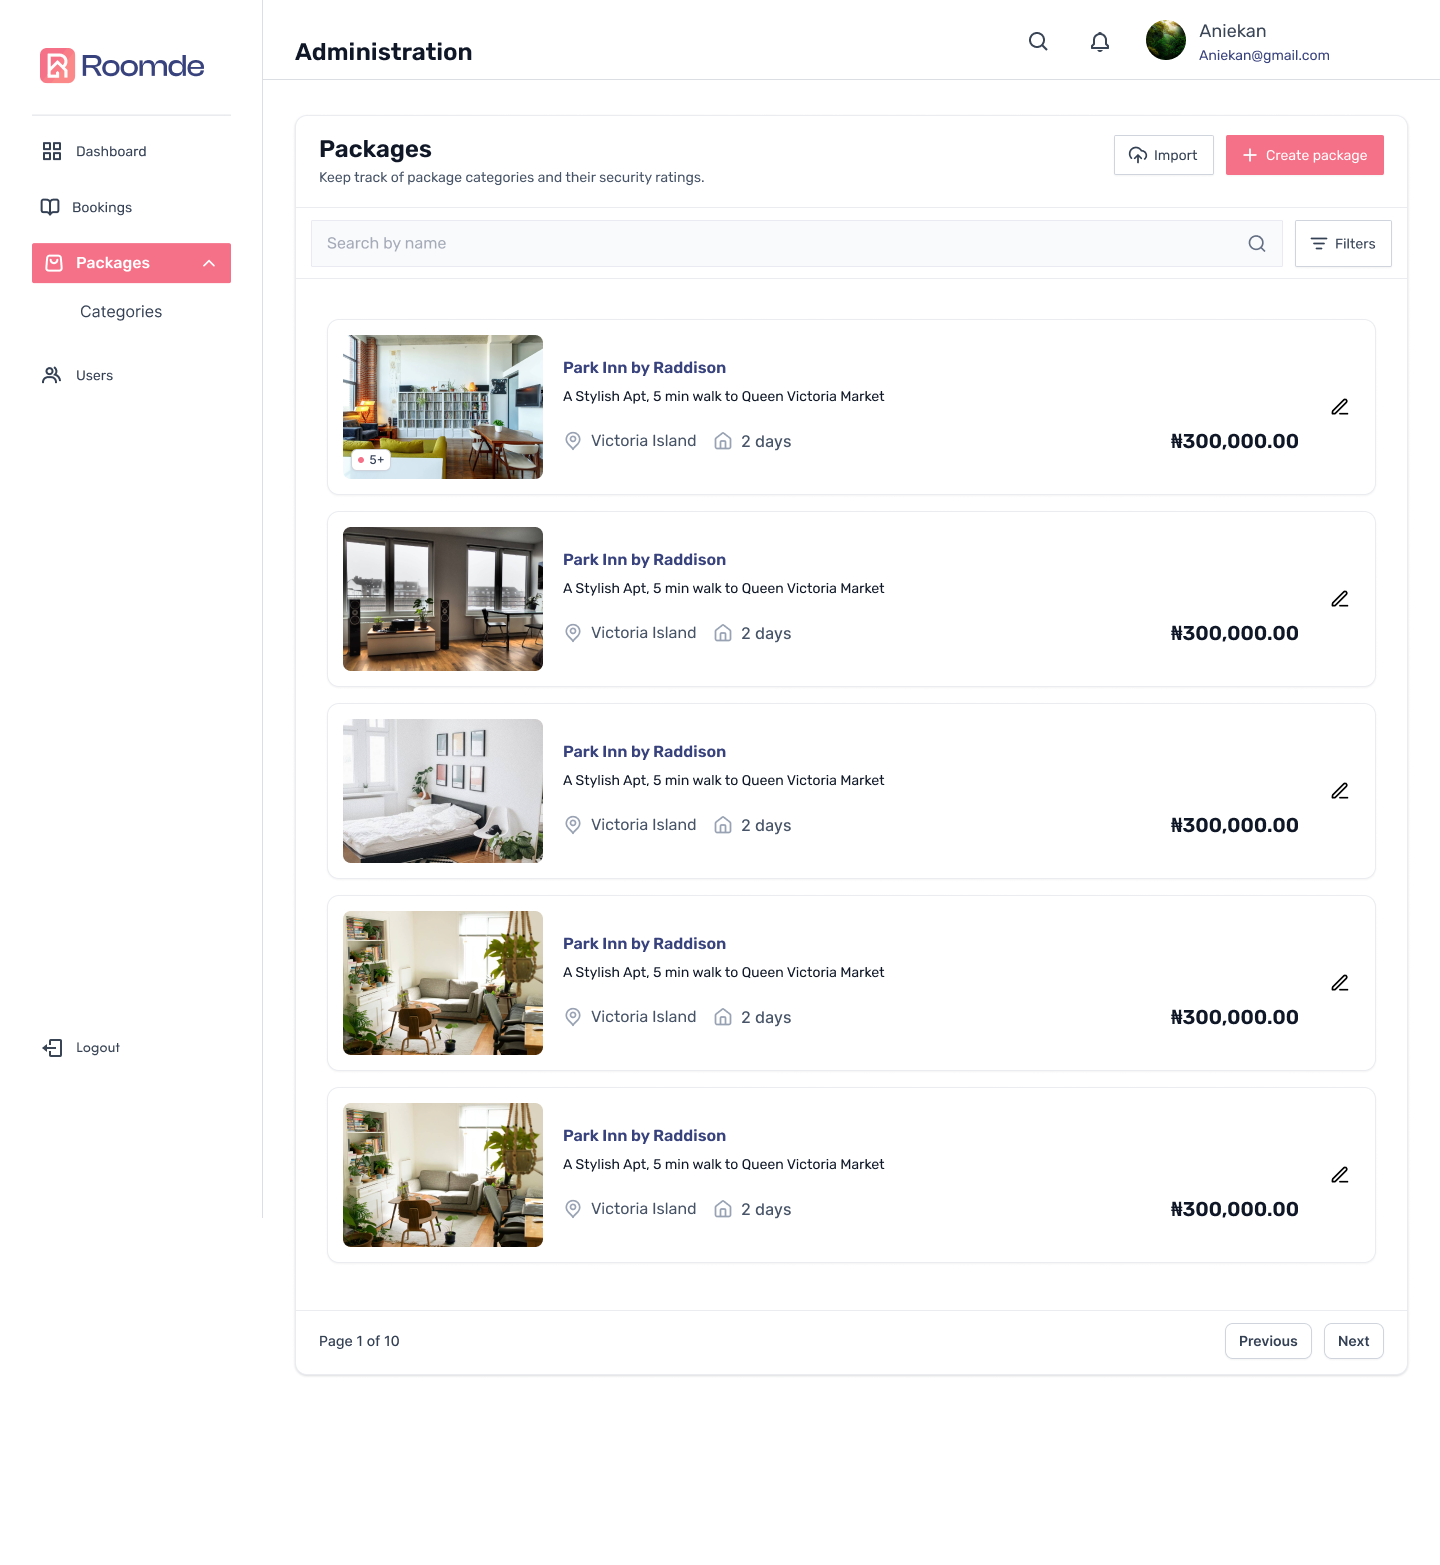 Roomde
Administration
Aniekan
Aniekan@gmail.com
Dashboard
Bookings
Packages
Categories
Users
Logout
Packages
Keep track of package categories and their security ratings.
Import
Create package
Search by name
Filters
5+
Park Inn by Raddison
A Stylish Apt, 5 min walk to Queen Victoria Market
Victoria Island 2 days
₦300,000.00
Park Inn by Raddison
A Stylish Apt, 5 min walk to Queen Victoria Market
Victoria Island 2 days
₦300,000.00
Park Inn by Raddison
A Stylish Apt, 5 min walk to Queen Victoria Market
Victoria Island 2 days
₦300,000.00
Park Inn by Raddison
A Stylish Apt, 5 min walk to Queen Victoria Market
Victoria Island 2 days
₦300,000.00
Park Inn by Raddison
A Stylish Apt, 5 min walk to Queen Victoria Market
Victoria Island 2 days
₦300,000.00
Page 1 of 10
Previous
Next